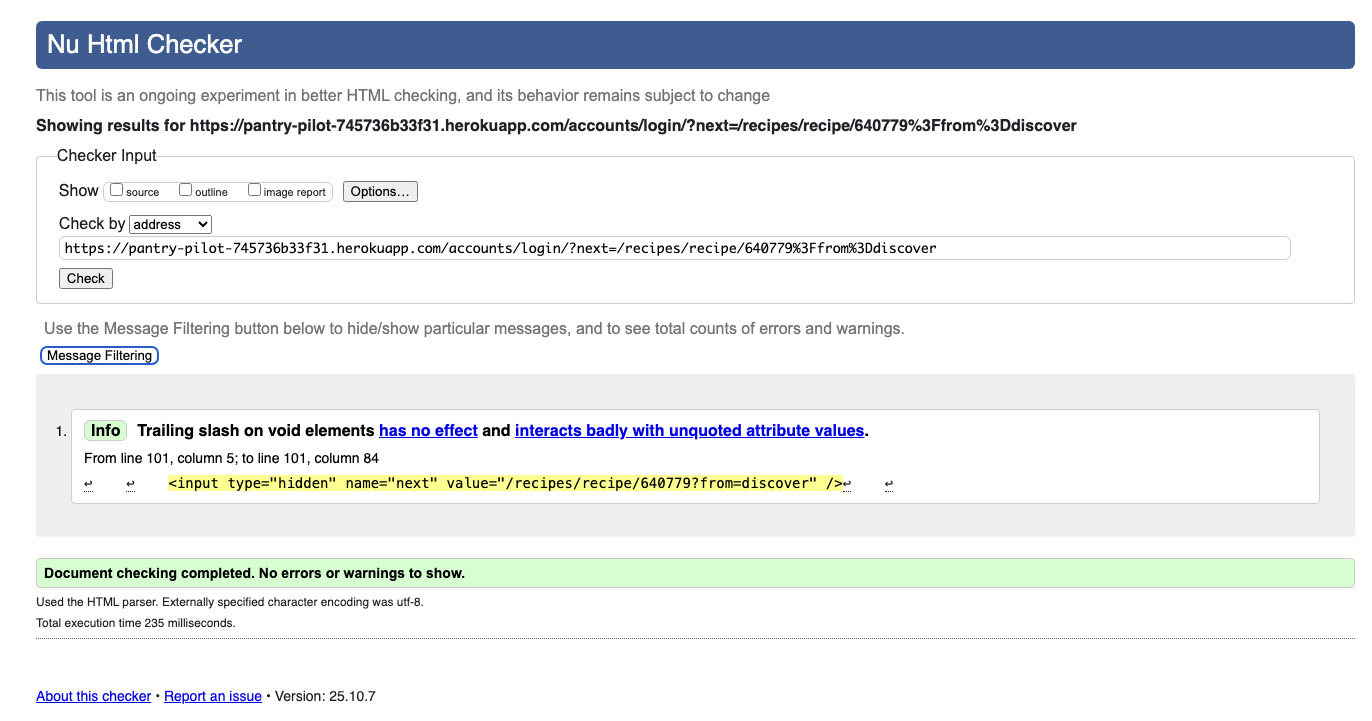 Nu Html Checker
This tool is an ongoing experiment in better HTML checking, and its behavior remains subject to change
Showing results for https://pantry-pilot-745736b33f31.herokuapp.com/accounts/login/?next=/recipes/recipe/640779%3Ffrom%3Ddiscover
Checker Input
Show source outline image report Options...
Check by address
https://pantry-pilot-745736b33f31.herokuapp.com/accounts/login/?next=/recipes/recipe/640779%3Ffrom%3Ddiscover
Check
Use the Message Filtering button below to hide/show particular messages, and to see total counts of errors and warnings.
Message Filtering
1. Info Trailing slash on void elements has no effect and interacts badly with unquoted attribute values.
From line 101, column 5; to line 101, column 84
↩ ↩ <input type="hidden" name="next" value="/recipes/recipe/640779?from=discover" />↩ ↩
Document checking completed. No errors or warnings to show.
Used the HTML parser. Externally specified character encoding was utf-8.
Total execution time 235 milliseconds.
About this checker • Report an issue • Version: 25.10.7